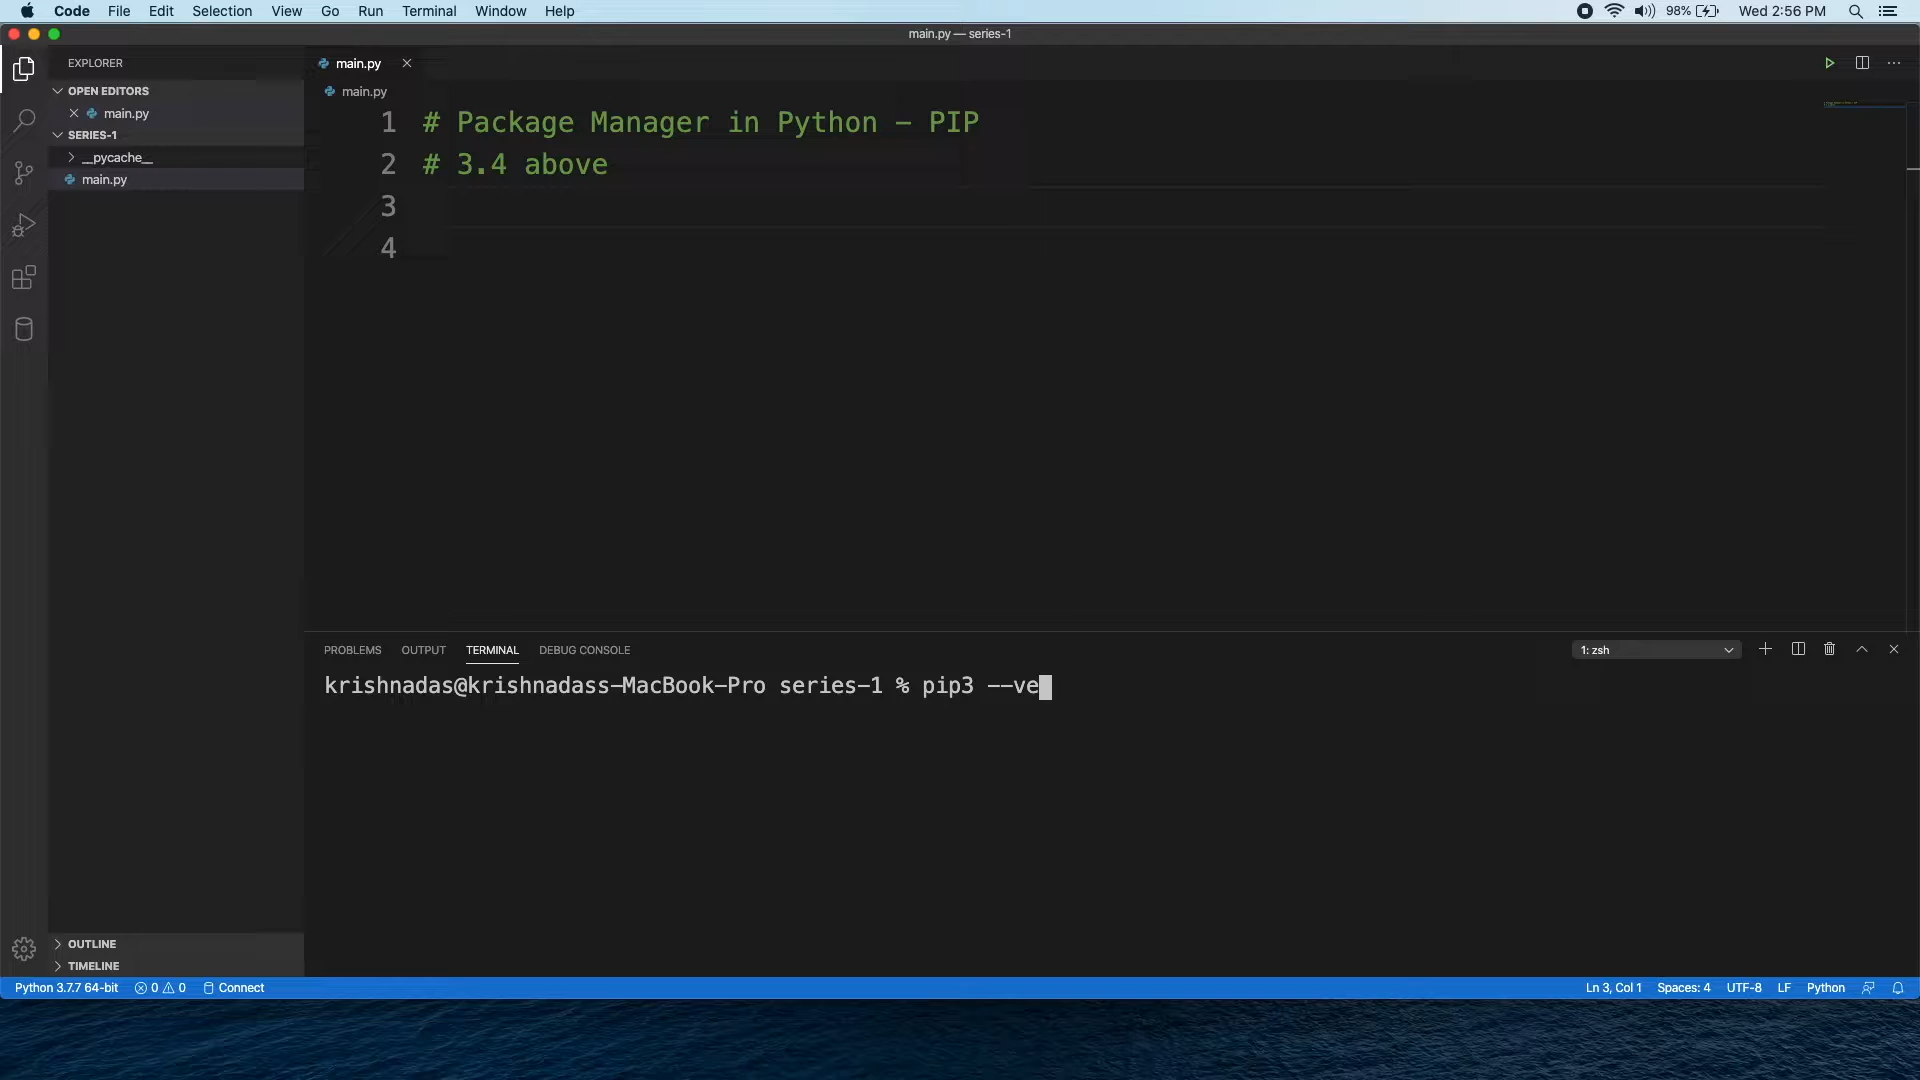 Code File Edit Selection View Go Run Terminal Window Help 98% Wed 2:56 PM
main.py — series-1
EXPLORER
OPEN EDITORS
main.py
SERIES-1
__pycache__
main.py
OUTLINE
TIMELINE
main.py
main.py
1 # Package Manager in Python - PIP
2 # 3.4 above
3
4
PROBLEMS OUTPUT TERMINAL DEBUG CONSOLE 1: zsh
krishnadas@krishnadass-MacBook-Pro series-1 % pip3 --ve
Python 3.7.7 64-bit 0 0 Connect Ln 3, Col 1 Spaces: 4 UTF-8 LF Python